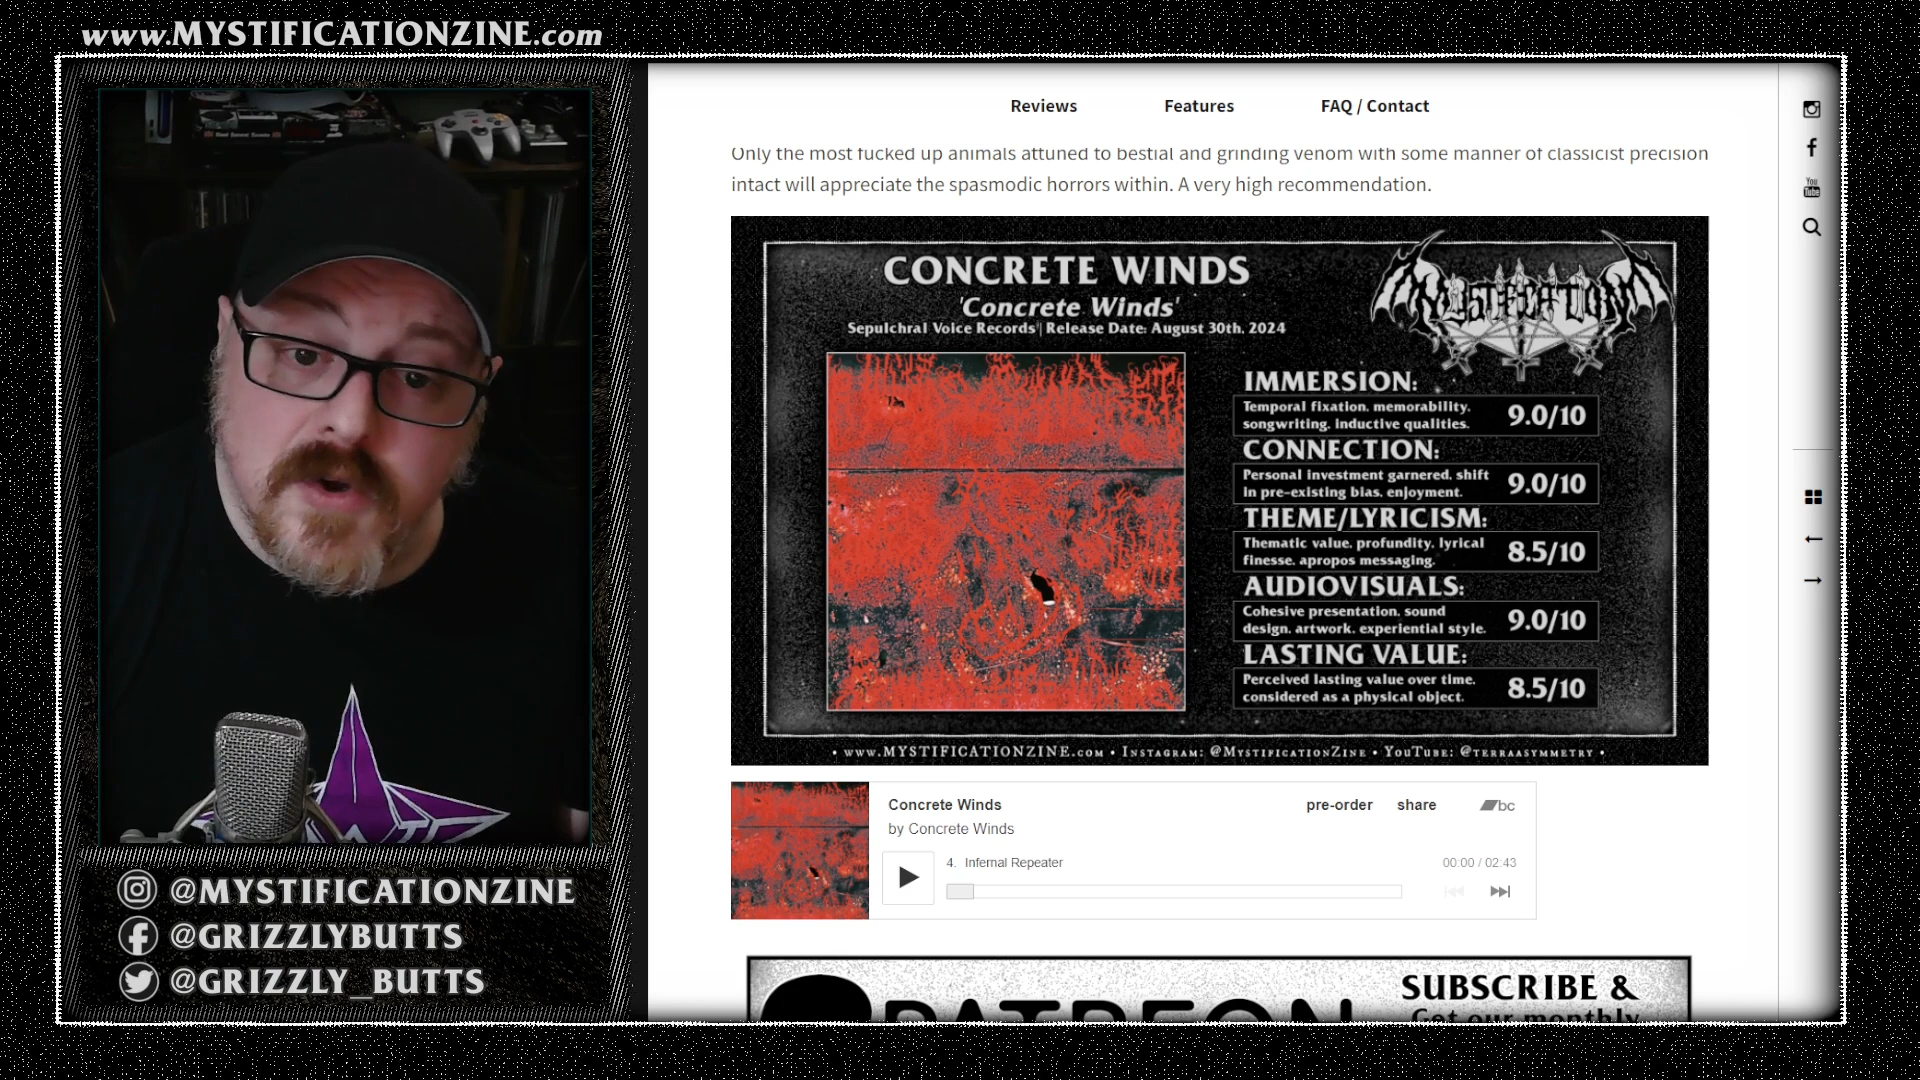 www.MYSTIFICATIONZINE.com
Reviews
Features
FAQ / Contact
Only the most fucked up animals attuned to bestial and grinding venom with some manner of classicist precision
intact will appreciate the spasmodic horrors within. A very high recommendation.
CONCRETE WINDS
'Concrete Winds'
Sepulchral Voice Records | Release Date: August 30th, 2024
MYSTIFICATION
IMMERSION:
Temporal fixation, memorability,
songwriting, inductive qualities.
9.0/10
CONNECTION:
Personal investment garnered, shift
in pre-existing bias, enjoyment.
9.0/10
THEME/LYRICISM:
Thematic value, profundity, lyrical
finesse, apropos messaging.
8.5/10
AUDIOVISUALS:
Cohesive presentation, sound
design, artwork, experiential style.
9.0/10
LASTING VALUE:
Perceived lasting value over time,
considered as a physical object.
8.5/10
• www.MYSTIFICATIONZINE.com • Instagram: @MystificationZine • YouTube: @terraasymmetry •
Concrete Winds
by Concrete Winds
pre-order
share
bc
4. Infernal Repeater
00:00 / 02:43
PATREON
SUBSCRIBE &
Get our monthly
You
Tube
@MYSTIFICATIONZINE
@GRIZZLYBUTTS
@GRIZZLY_BUTTS